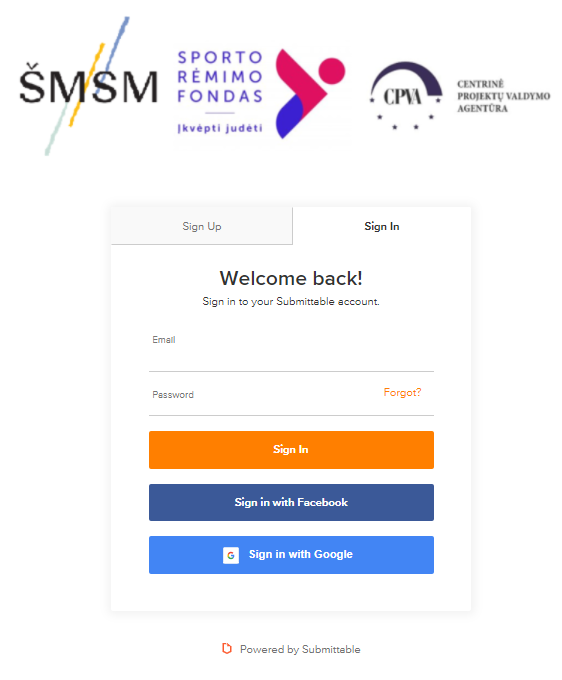 ŠMSM
SPORTO
RĖMIMO
FONDAS
Įkvėpti judėti
CPVA
CENTRINĖ
PROJEKTŲ VALDYMO
AGENTŪRA
Sign Up
Sign In
Welcome back!
Sign in to your Submittable account.
Email
Password
Forgot?
Sign In
Sign in with Facebook
G Sign in with Google
Powered by Submittable